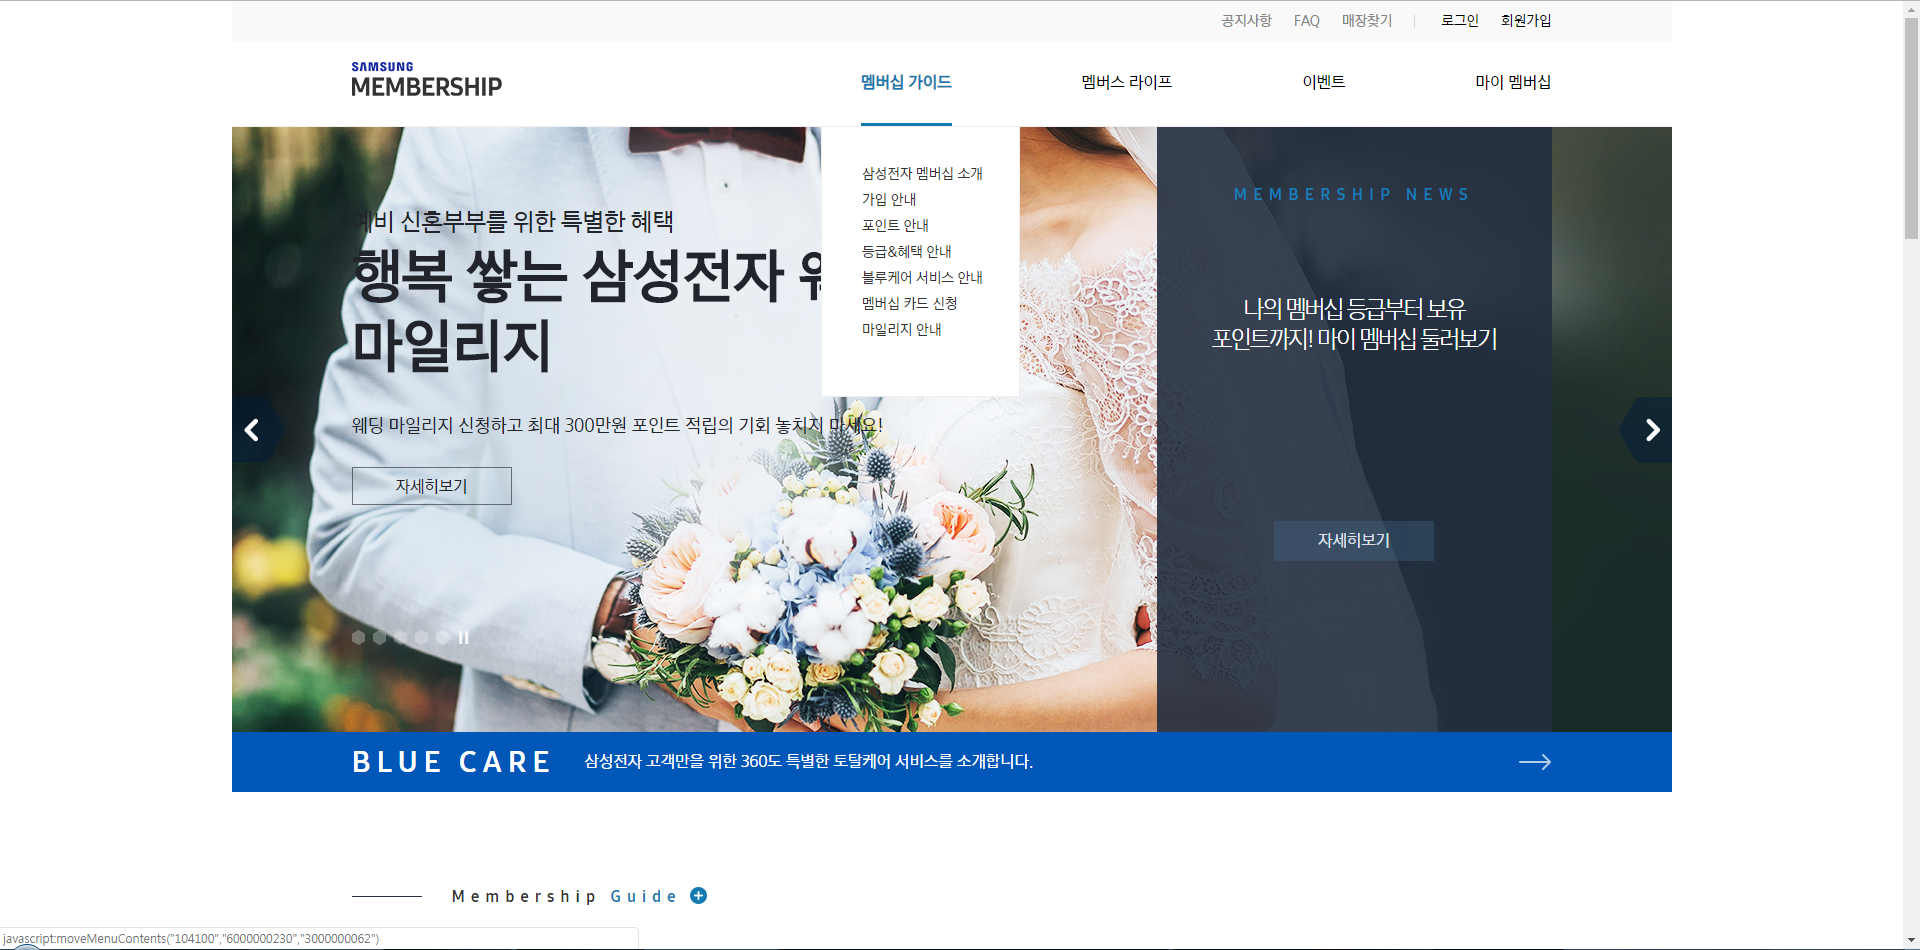 공지사항 FAQ 매장찾기 | 로그인 회원가입
SAMSUNG
MEMBERSHIP
멤버십 가이드 멤버스 라이프 이벤트 마이 멤버십
삼성전자 멤버십 소개
가입 안내
포인트 안내
등급&혜택 안내
블루케어 서비스 안내
멤버십 카드 신청
마일리지 안내
예비 신혼부부를 위한 특별한 혜택
행복 쌓는 삼성전자
마일리지
웨딩 마일리지 신청하고 최대 300만원 포인트 적립의 기회 놓치지 마세요!
자세히보기
MEMBERSHIP NEWS
나의 멤버십 등급부터 보유
포인트까지! 마이 멤버십 둘러보기
자세히보기
BLUE CARE 삼성전자 고객만을 위한 360도 특별한 토탈케어 서비스를 소개합니다.
Membership Guide
javascript:moveMenuContents("104100","6000000230","3000000062")